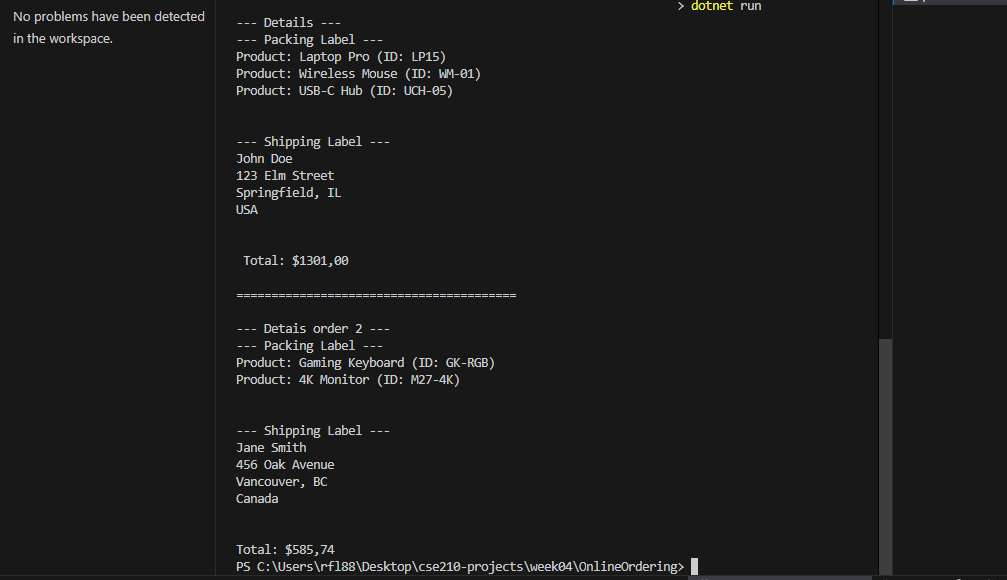 No problems have been detected
in the workspace.
> dotnet run
--- Details ---
--- Packing Label ---
Product: Laptop Pro (ID: LP15)
Product: Wireless Mouse (ID: WM-01)
Product: USB-C Hub (ID: UCH-05)
--- Shipping Label ---
John Doe
123 Elm Street
Springfield, IL
USA
Total: $1301,00
========================================
--- Detais order 2 ---
--- Packing Label ---
Product: Gaming Keyboard (ID: GK-RGB)
Product: 4K Monitor (ID: M27-4K)
--- Shipping Label ---
Jane Smith
456 Oak Avenue
Vancouver, BC
Canada
Total: $585,74
PS C:\Users\rfl88\Desktop\cse210-projects\week04\OnlineOrdering>